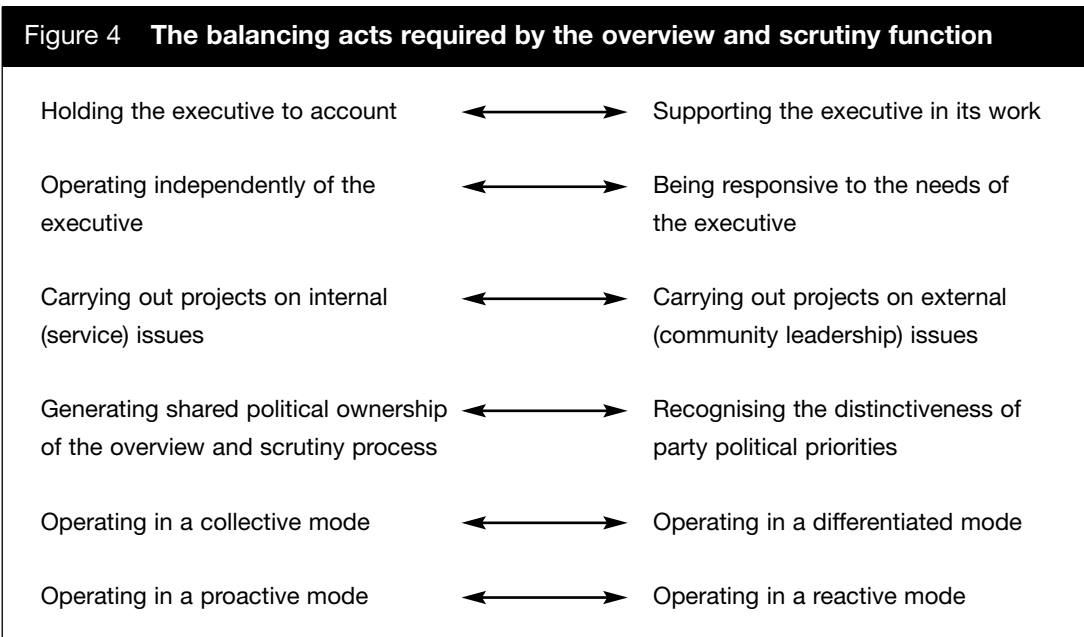 Figure 4 The balancing acts required by the overview and scrutiny function
Holding the executive to account
Supporting the executive in its work
Operating independently of the
executive
Being responsive to the needs of
the executive
Carrying out projects on internal
(service) issues
Carrying out projects on external
(community leadership) issues
Generating shared political ownership
of the overview and scrutiny process
Recognising the distinctiveness of
party political priorities
Operating in a collective mode
Operating in a differentiated mode
Operating in a proactive mode
Operating in a reactive mode